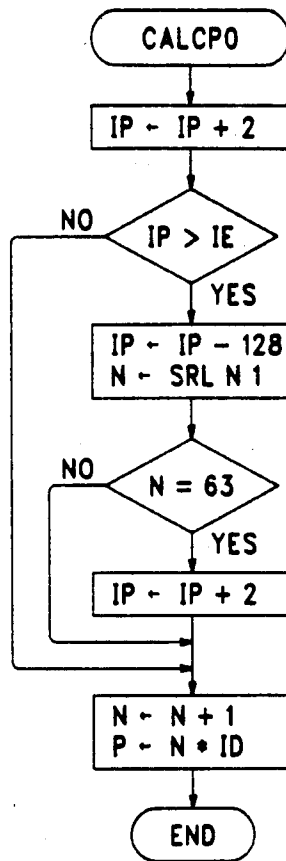 CALCPO
IP ← IP + 2
NO
IP > IE
YES
IP ← IP - 128
N ← SRL N 1
NO
N = 63
YES
IP ← IP + 2
N ← N + 1
P ← N * ID
END